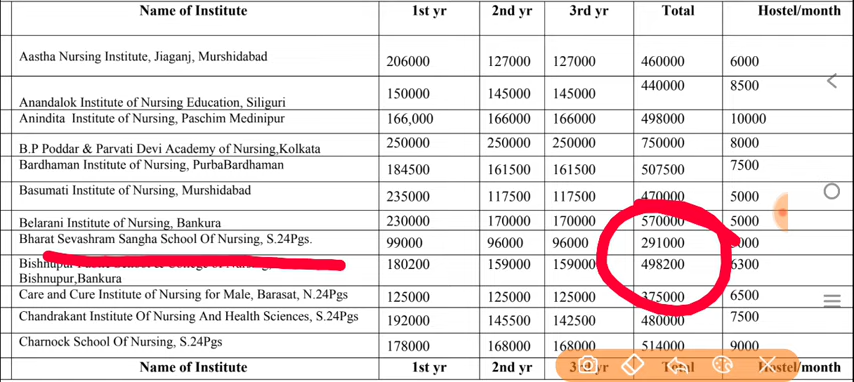 Name of Institute 1st yr 2nd yr 3rd yr Total Hostel/month
Aastha Nursing Institute, Jiaganj, Murshidabad 206000 127000 127000 460000 6000
Anandalok Institute of Nursing Education, Siliguri 150000 145000 145000 440000 8500
Anindita Institute of Nursing, Paschim Medinipur 166,000 166000 166000 498000 10000
B.P Poddar & Parvati Devi Academy of Nursing,Kolkata 250000 250000 250000 750000 8000
Bardhaman Institute of Nursing, PurbaBardhaman 184500 161500 161500 507500 7500
Basumati Institute of Nursing, Murshidabad 235000 117500 117500 470000 5000
Belarani Institute of Nursing, Bankura 230000 170000 170000 570000 5000
Bharat Sevashram Sangha School Of Nursing, S.24Pgs. 99000 96000 96000 291000
Bishnupur 180200 159000 159000 498200 6300
Bishnupur,Bankura
Care and Cure Institute of Nursing for Male, Barasat, N.24Pgs 125000 125000 125000 375000 6500
Chandrakant Institute Of Nursing And Health Sciences, S.24Pgs 192000 145500 142500 480000 7500
Charnock School Of Nursing, S.24Pgs 178000 168000 168000 514000 9000
Name of Institute 1st yr 2nd yr 3rd yr Total Hostel/month